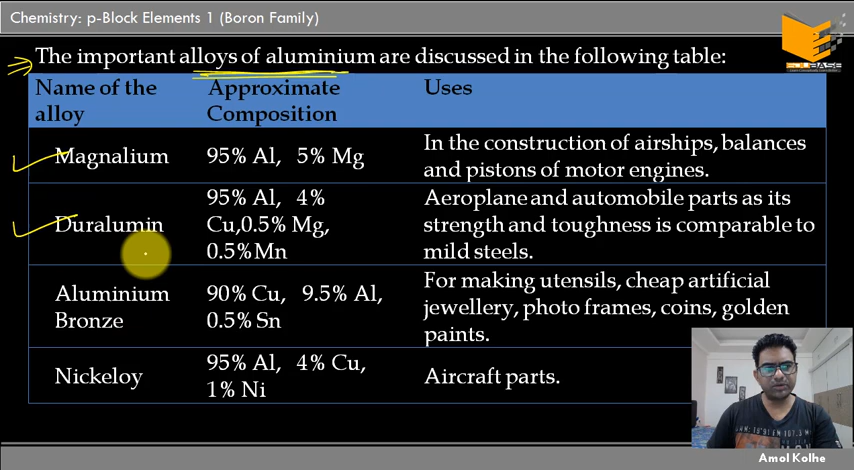 Chemistry: p-Block Elements 1 (Boron Family)
The important alloys of aluminium are discussed in the following table:
Name of the
alloy
Approximate
Composition
Uses
Magnalium
95% Al, 5% Mg
In the construction of airships, balances
and pistons of motor engines.
Duralumin
95% Al, 4%
Cu,0.5% Mg,
0.5%Mn
Aeroplane and automobile parts as its
strength and toughness is comparable to
mild steels.
Aluminium
Bronze
90% Cu, 9.5% Al,
0.5% Sn
For making utensils, cheap artificial
jewellery, photo frames, coins, golden
paints.
Nickeloy
95% Al, 4% Cu,
1% Ni
Aircraft parts.
Amol Kolhe